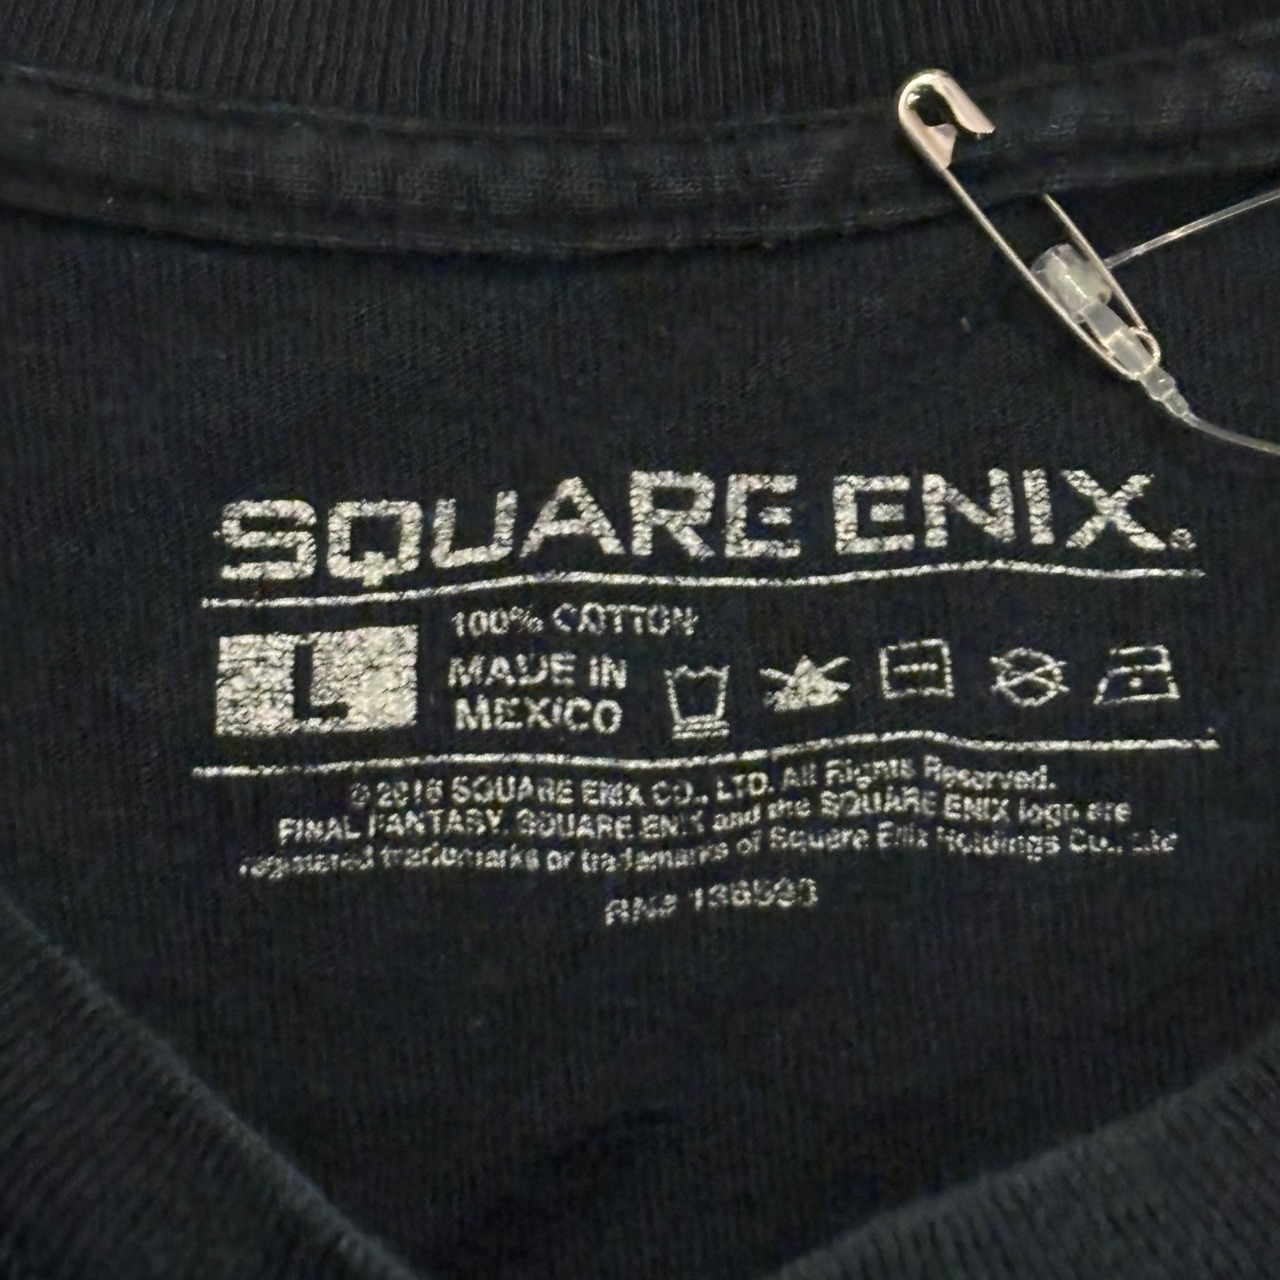 SQUARE ENIX®
L
100% COTTON
MADE IN
MEXICO
© 2016 SQUARE ENIX CO., LTD. All Rights Reserved.
FINAL FANTASY, SQUARE ENIX and the SQUARE ENIX logo are
registered trademarks or trademarks of Square Enix Holdings Co., Ltd
RN#